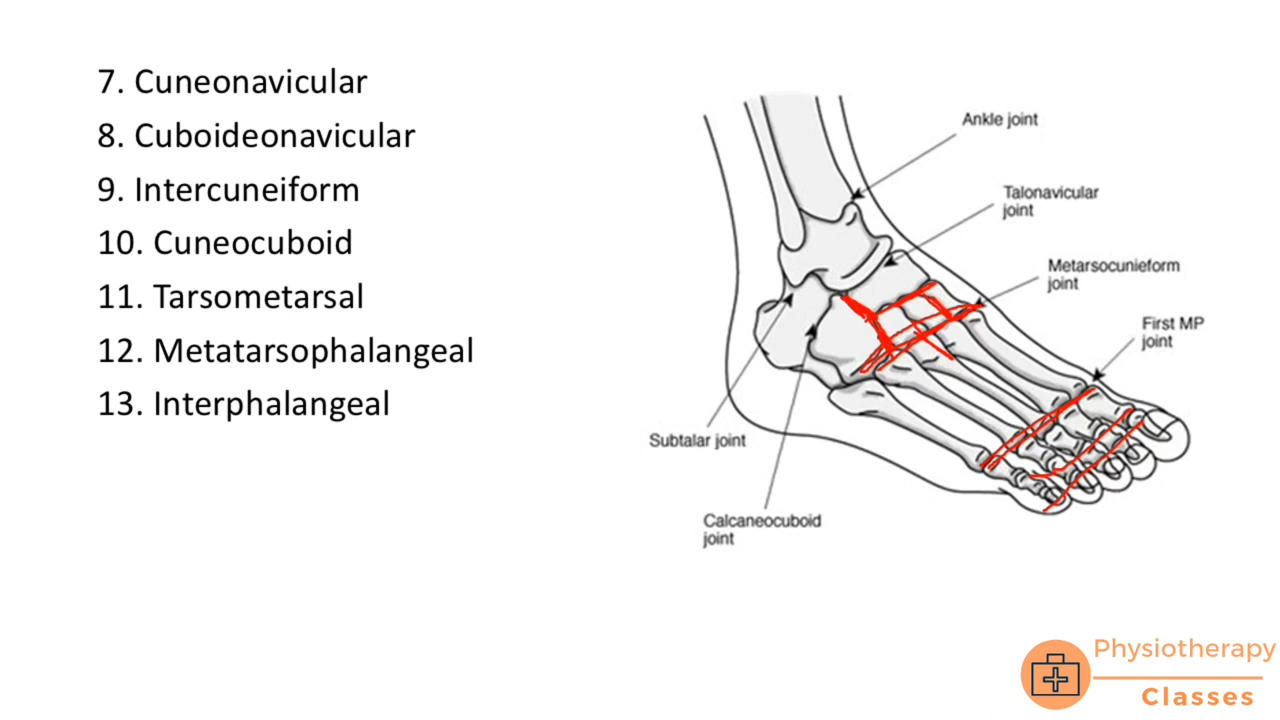 7. Cuneonavicular
8. Cuboideonavicular
9. Intercuneiform
10. Cuneocuboid
11. Tarsometarsal
12. Metatarsophalangeal
13. Interphalangeal
Ankle joint
Talonavicular
joint
Metarsocunieform
joint
First MP
joint
Subtalar joint
Calcaneocuboid
joint
Physiotherapy
Classes